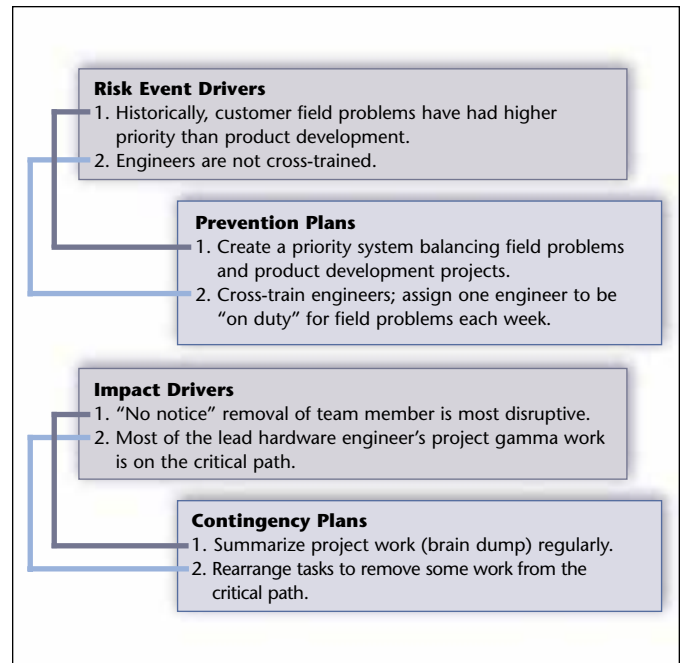 Risk Event Drivers
1. Historically, customer field problems have had higher
priority than product development.
2. Engineers are not cross-trained.
Prevention Plans
1. Create a priority system balancing field problems
and product development projects.
2. Cross-train engineers; assign one engineer to be
“on duty” for field problems each week.
Impact Drivers
1. “No notice” removal of team member is most disruptive.
2. Most of the lead hardware engineer’s project gamma work
is on the critical path.
Contingency Plans
1. Summarize project work (brain dump) regularly.
2. Rearrange tasks to remove some work from the
critical path.